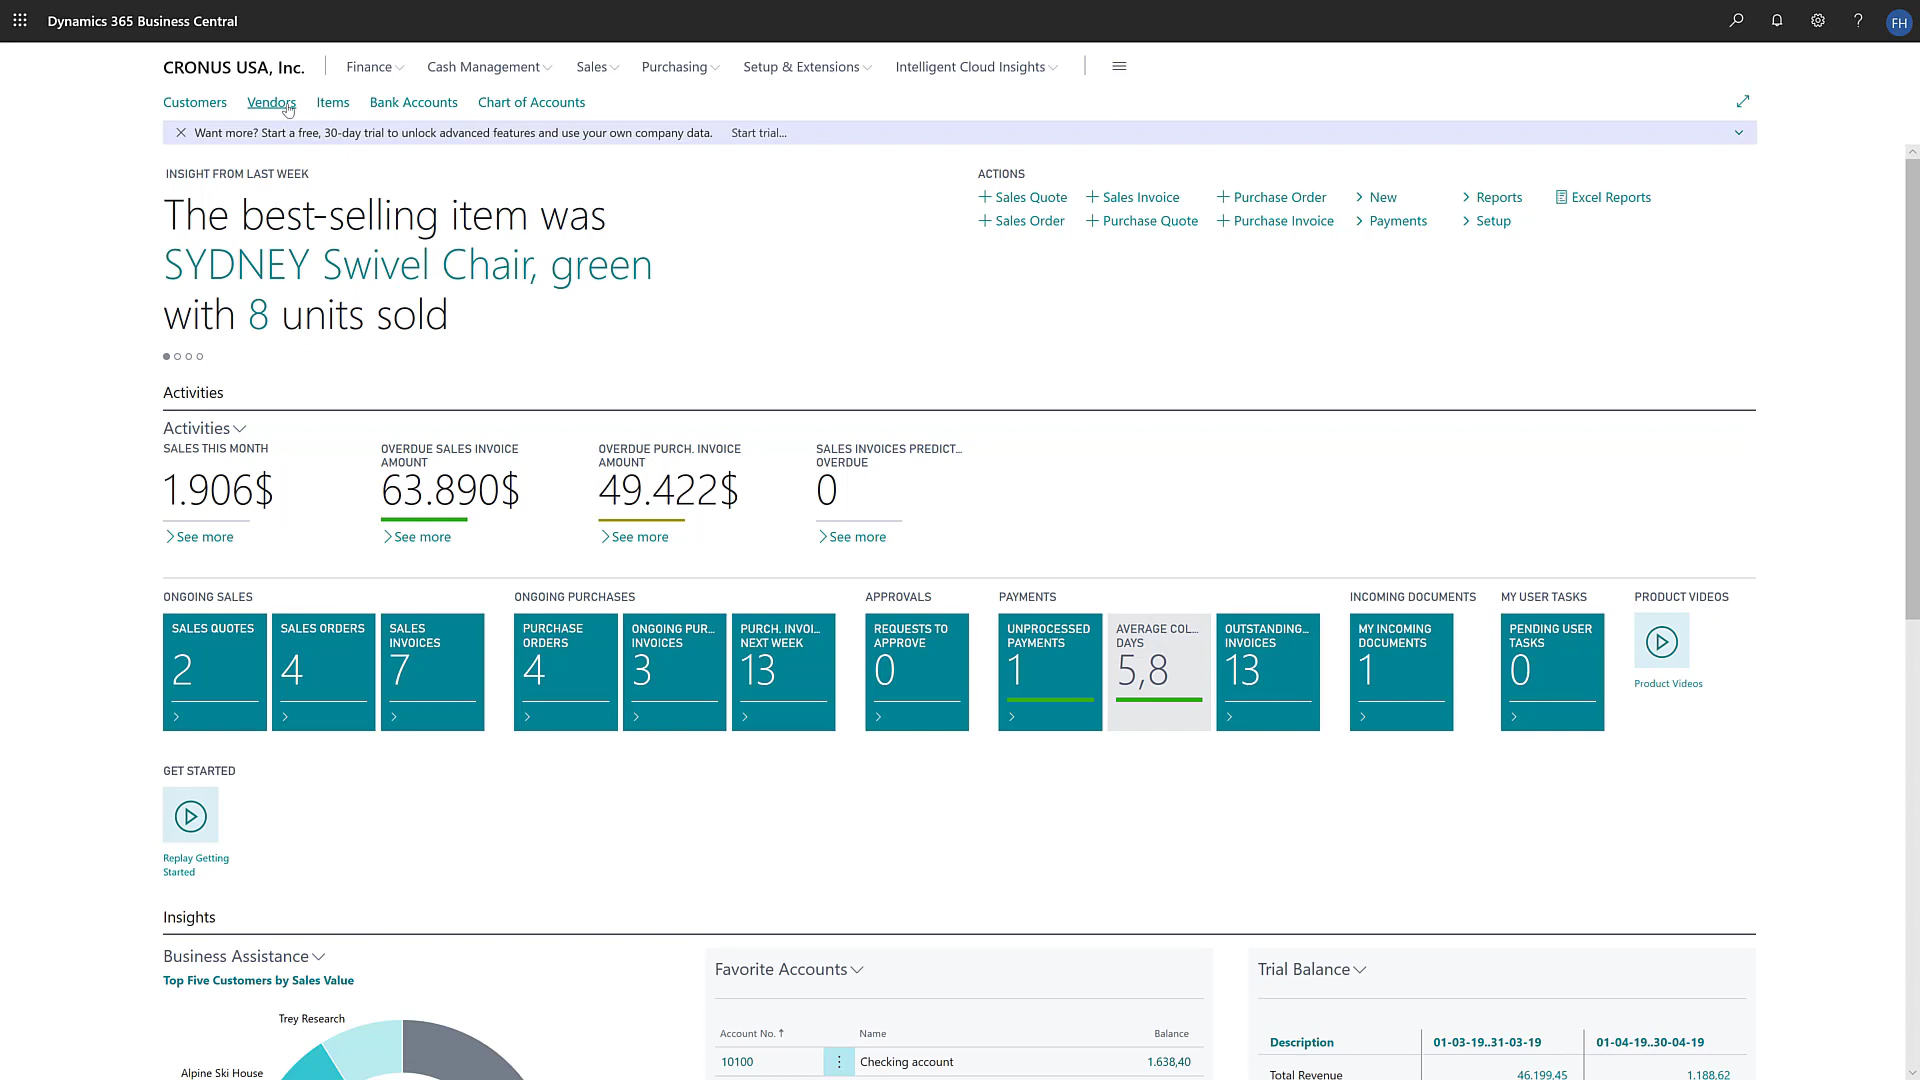 Dynamics 365 Business Central
FH
CRONUS USA, Inc.
Finance
Cash Management
Sales
Purchasing
Setup & Extensions
Intelligent Cloud Insights
Customers
Vendors
Items
Bank Accounts
Chart of Accounts
Want more? Start a free, 30-day trial to unlock advanced features and use your own company data. Start trial...
INSIGHT FROM LAST WEEK
The best-selling item was
SYDNEY Swivel Chair, green
with 8 units sold
ACTIONS
+ Sales Quote
+ Sales Invoice
+ Purchase Order
> New
> Reports
Excel Reports
+ Sales Order
+ Purchase Quote
+ Purchase Invoice
> Payments
> Setup
Activities
Activities
SALES THIS MONTH
1.906$
See more
OVERDUE SALES INVOICE
AMOUNT
63.890$
See more
OVERDUE PURCH. INVOICE
AMOUNT
49.422$
See more
SALES INVOICES PREDICT...
OVERDUE
0
See more
ONGOING SALES
SALES QUOTES
2
SALES ORDERS
4
SALES
INVOICES
7
ONGOING PURCHASES
PURCHASE
ORDERS
4
ONGOING PUR...
INVOICES
3
PURCH. INVOI...
NEXT WEEK
13
APPROVALS
REQUESTS TO
APPROVE
0
PAYMENTS
UNPROCESSED
PAYMENTS
1
AVERAGE COL...
DAYS
5,8
OUTSTANDING...
INVOICES
13
INCOMING DOCUMENTS
MY INCOMING
DOCUMENTS
1
MY USER TASKS
PENDING USER
TASKS
0
PRODUCT VIDEOS
Product Videos
GET STARTED
Replay Getting
Started
Insights
Business Assistance
Top Five Customers by Sales Value
Trey Research
Alpine Ski House
Favorite Accounts
Account No. ↑
Name
Balance
10100
Checking account
1.638,40
Trial Balance
Description
01-03-19..31-03-19
01-04-19..30-04-19
Total Revenue
46.199,45
1.188,62